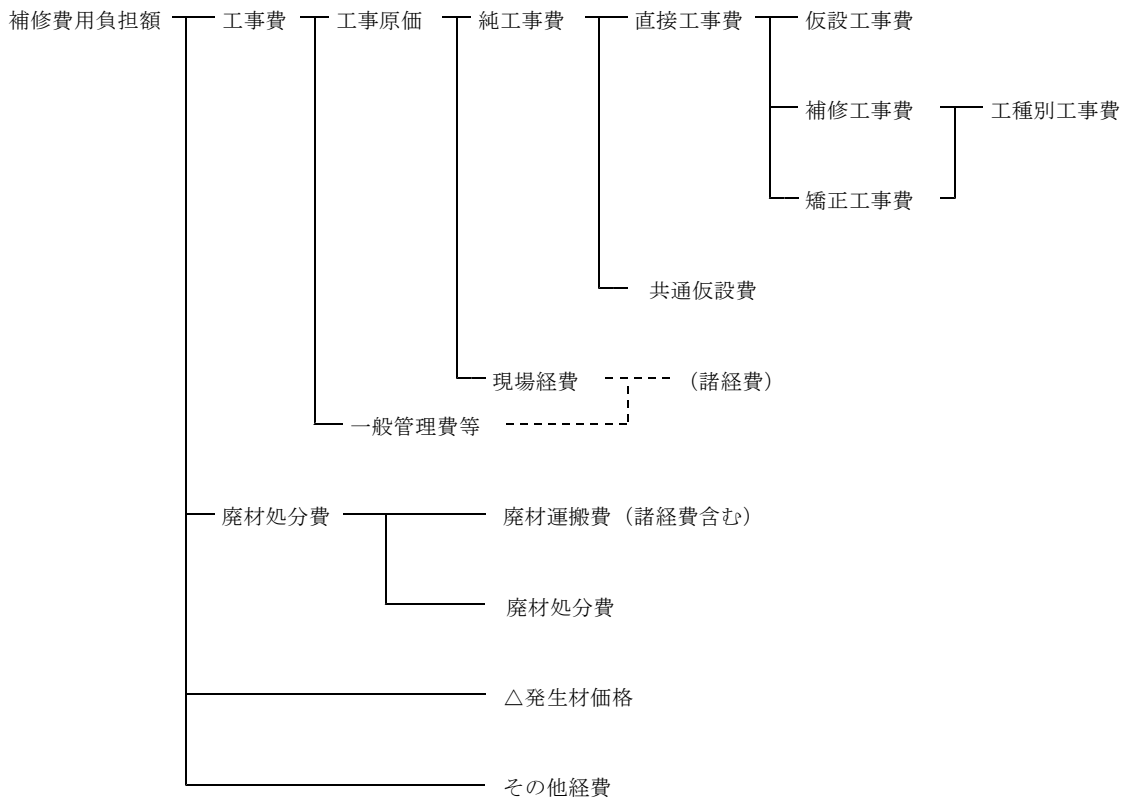 補修費用負担額 工事費 工事原価 純工事費 直接工事費 仮設工事費
補修工事費 工種別工事費
矯正工事費
共通仮設費
現場経費 (諸経費)
一般管理費等
廃材処分費 廃材運搬費（諸経費含む）
廃材処分費
△発生材価格
その他経費